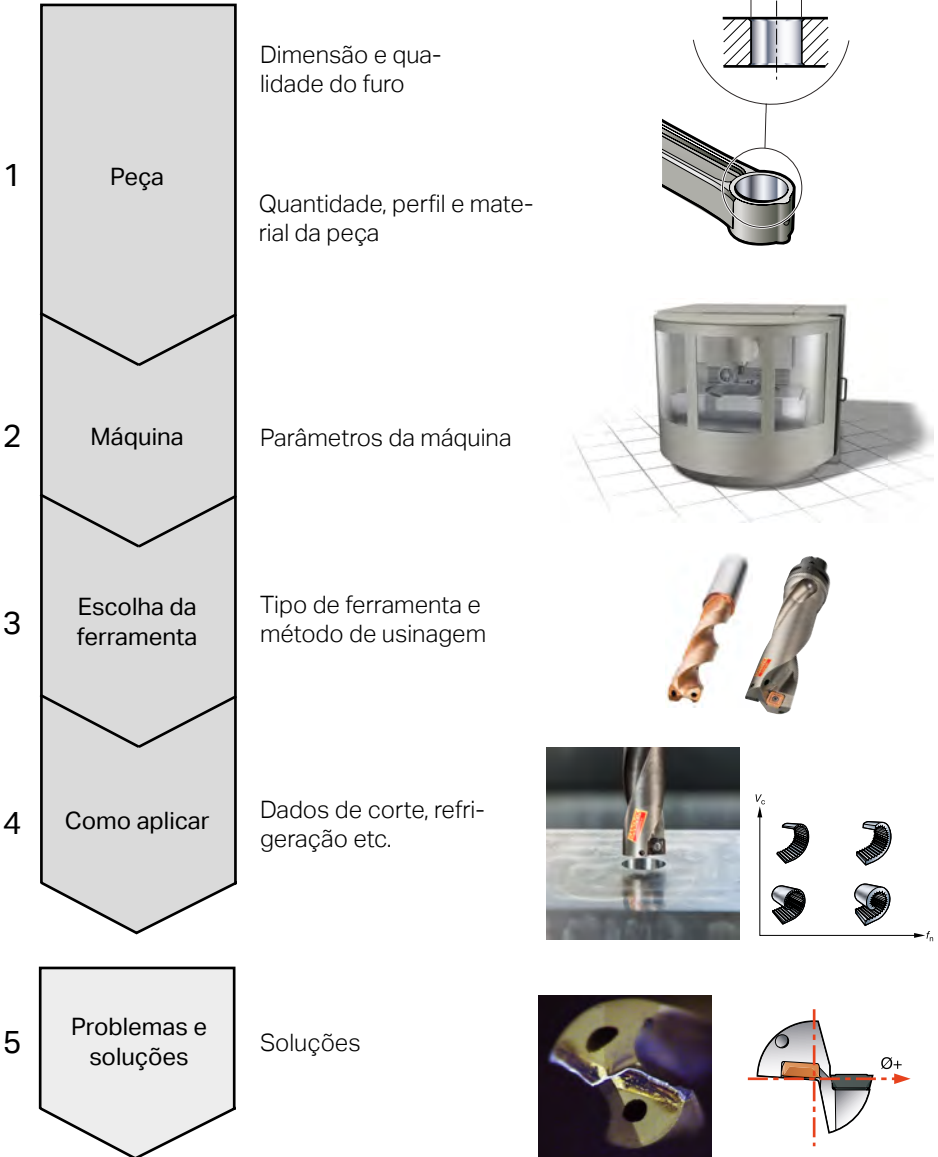 1
Peça
Dimensão e qua-
lidade do furo
Quantidade, perfil e mate-
rial da peça
2
Máquina
Parâmetros da máquina
3
Escolha da
ferramenta
Tipo de ferramenta e
método de usinagem
4
Como aplicar
Dados de corte, refri-
geração etc.
Vc
fn
5
Problemas e
soluções
Soluções
Ø+